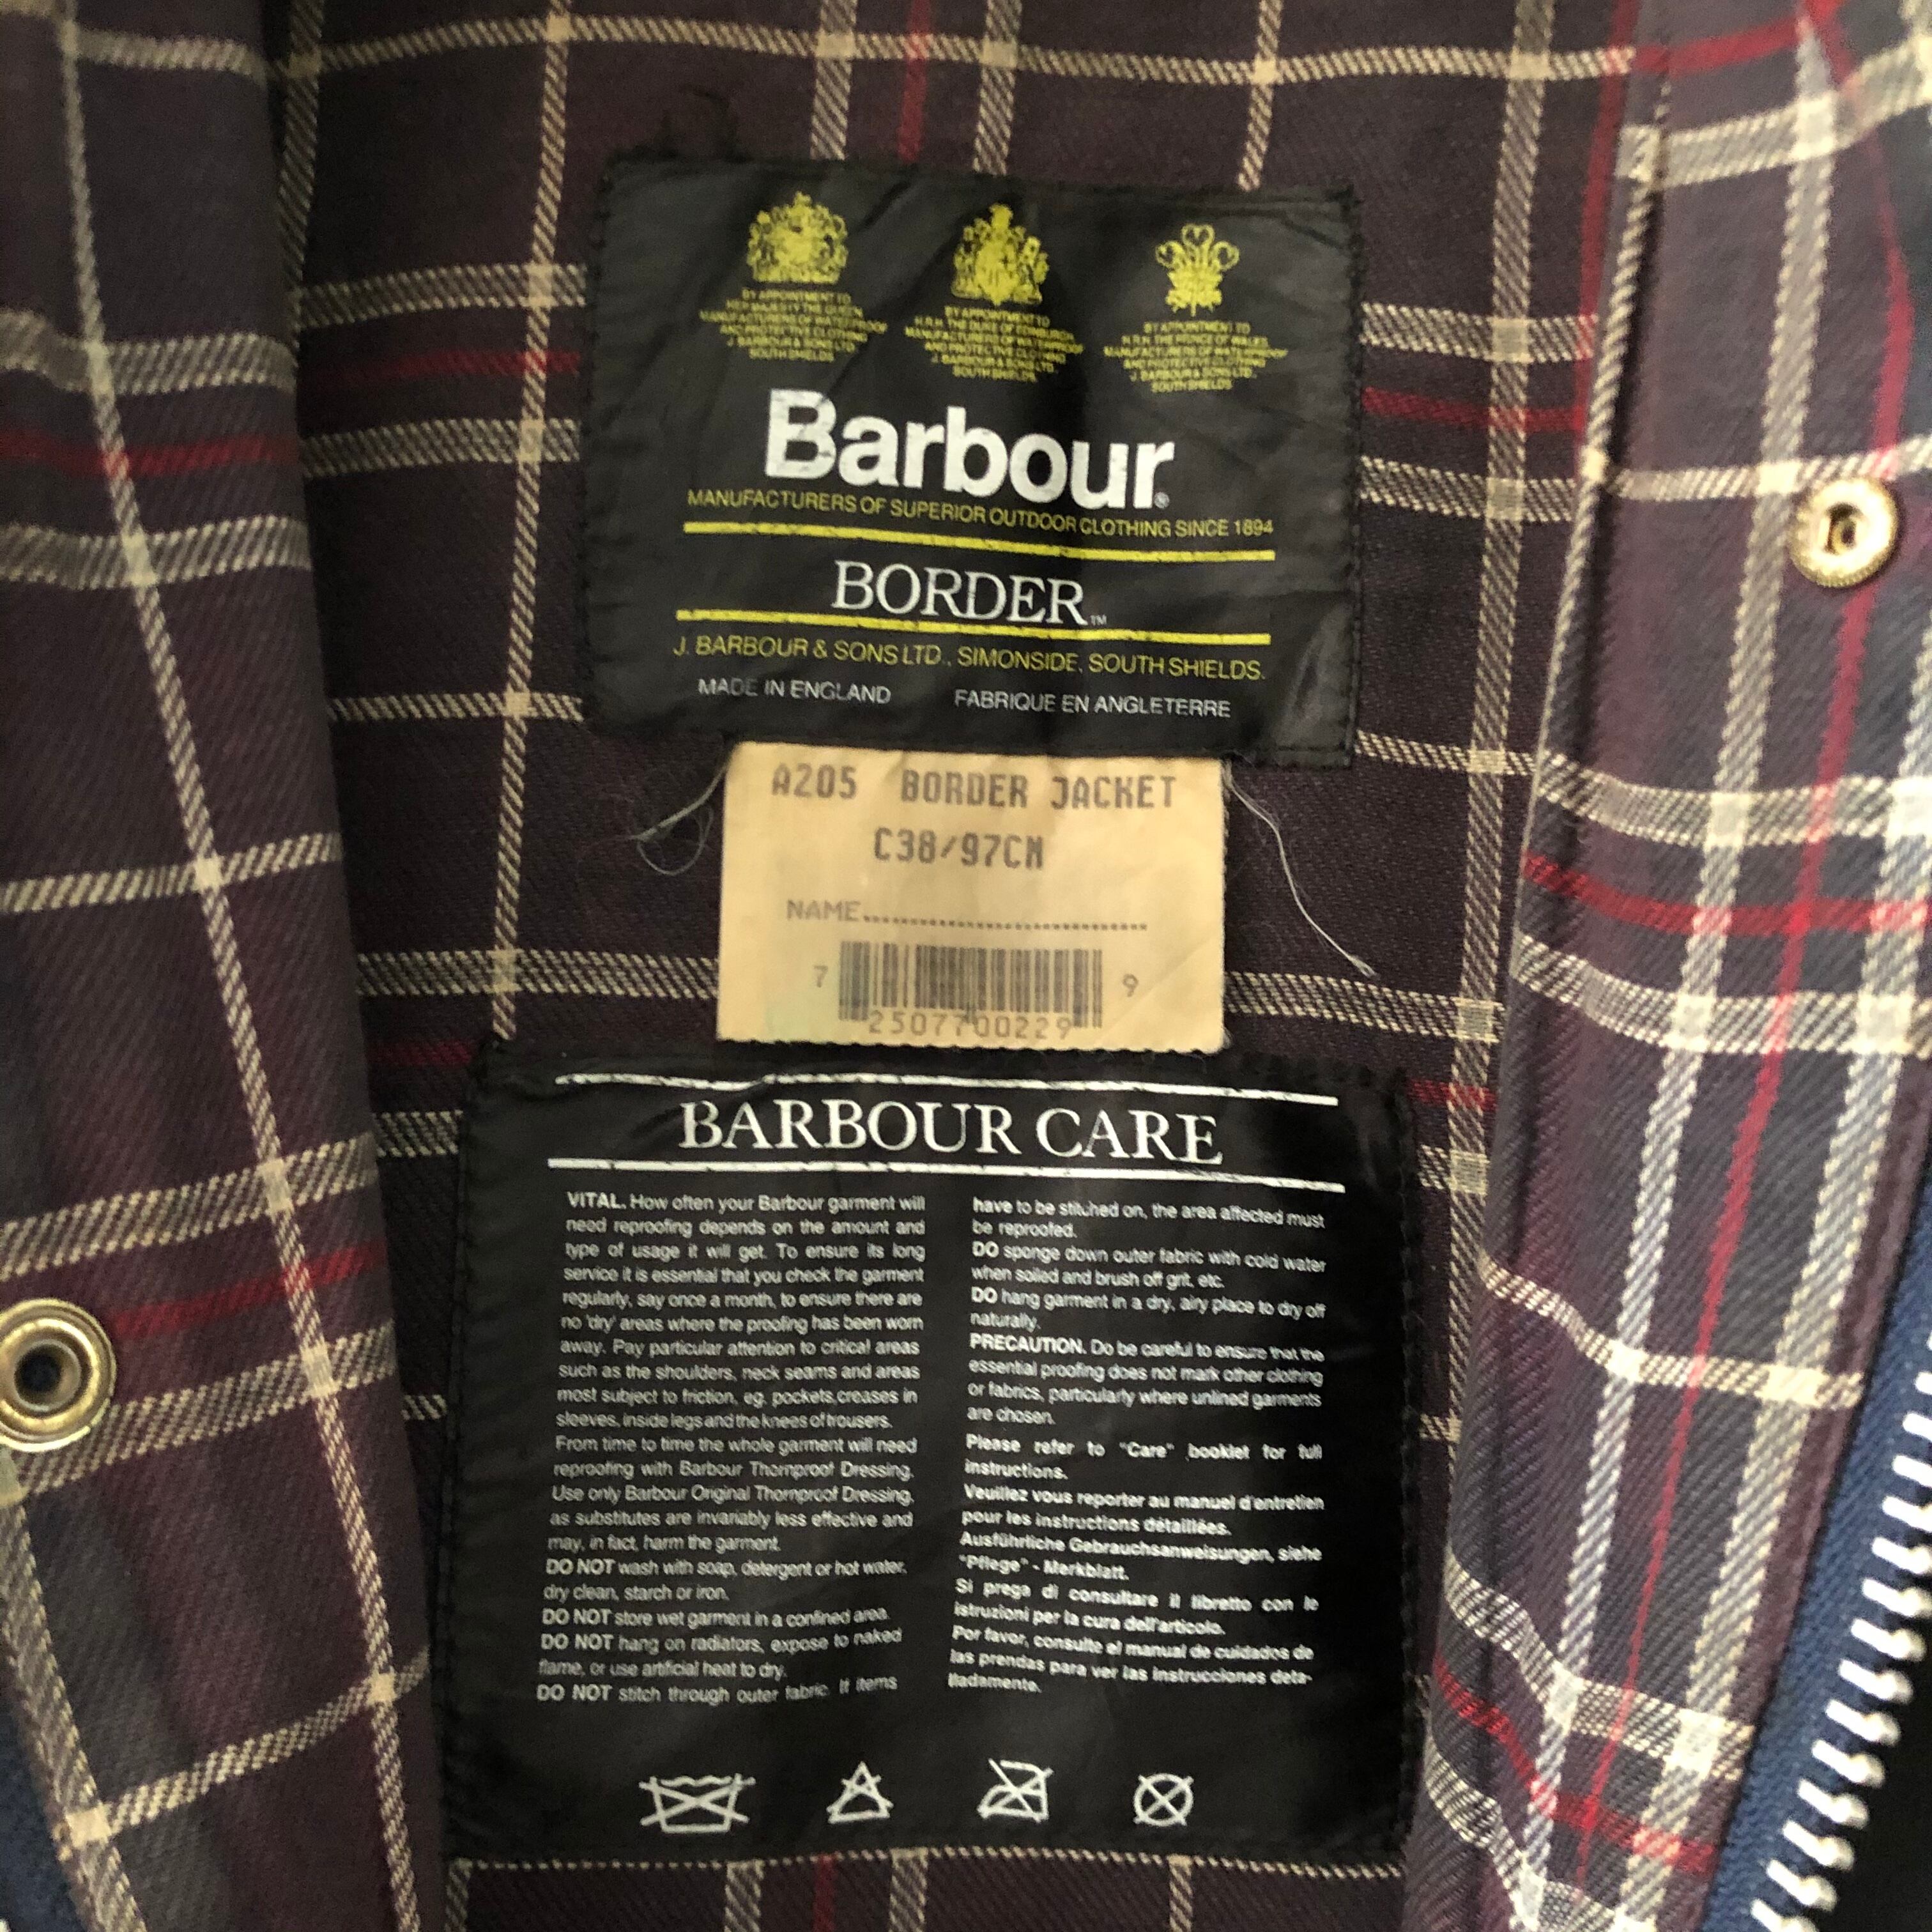 BY APPOINTMENT TO
HER MAJESTY THE QUEEN
MANUFACTURERS OF WATERPROOF
AND PROTECTIVE CLOTHING
J. BARBOUR & SONS LTD
SOUTH SHIELDS
BY APPOINTMENT TO
H.R.H. THE DUKE OF EDINBURGH
MANUFACTURERS OF WATERPROOF
AND PROTECTIVE CLOTHING
J. BARBOUR & SONS LTD.
SOUTH SHIELDS.
BY APPOINTMENT TO
H.R.H. THE PRINCE OF WALES
MANUFACTURERS OF WATERPROOF
AND PROTECTIVE CLOTHING
J. BARBOUR & SONS LTD.
SOUTH SHIELDS
Barbour®
MANUFACTURERS OF SUPERIOR OUTDOOR CLOTHING SINCE 1894
BORDER™
J. BARBOUR & SONS LTD., SIMONSIDE, SOUTH SHIELDS.
MADE IN ENGLAND FABRIQUE EN ANGLETERRE
A205 BORDER JACKET
C38/97CM
NAME..............................
7 25077 00229 9
BARBOUR CARE
VITAL. How often your Barbour garment will
need reproofing depends on the amount and
type of usage it will get. To ensure its long
service it is essential that you check the garment
regularly, say once a month, to ensure there are
no 'dry' areas where the proofing has been worn
away. Pay particular attention to critical areas
such as the shoulders, neck seams and areas
most subject to friction, eg. pockets,creases in
sleeves, inside legs and the knees of trousers.
From time to time the whole garment will need
reproofing with Barbour Thornproof Dressing.
Use only Barbour Original Thornproof Dressing,
as substitutes are invariably less effective and
may, in fact, harm the garment.
DO NOT wash with soap, detergent or hot water,
dry clean, starch or iron.
DO NOT store wet garment in a confined area.
DO NOT hang on radiators, expose to naked
flame, or use artificial heat to dry.
DO NOT stitch through outer fabric. If items
have to be stitched on, the area affected must
be reproofed.
DO sponge down outer fabric with cold water
when soiled and brush off grit, etc.
DO hang garment in a dry, airy place to dry off
naturally.
PRECAUTION. Do be careful to ensure that the
essential proofing does not mark other clothing
or fabrics, particularly where unlined garments
are chosen.
Please refer to "Care" booklet for full
instructions.
Veuillez vous reporter au manuel d'entretien
pour les instructions détaillées.
Ausführliche Gebrauchsanweisungen, siehe
"Pflege" - Merkblatt.
Si prega di consultare il libretto con le
istruzioni per la cura dell'articolo.
Por favor, consulte el manual de cuidados de
las prendas para ver las instrucciones deta-
lladamente.